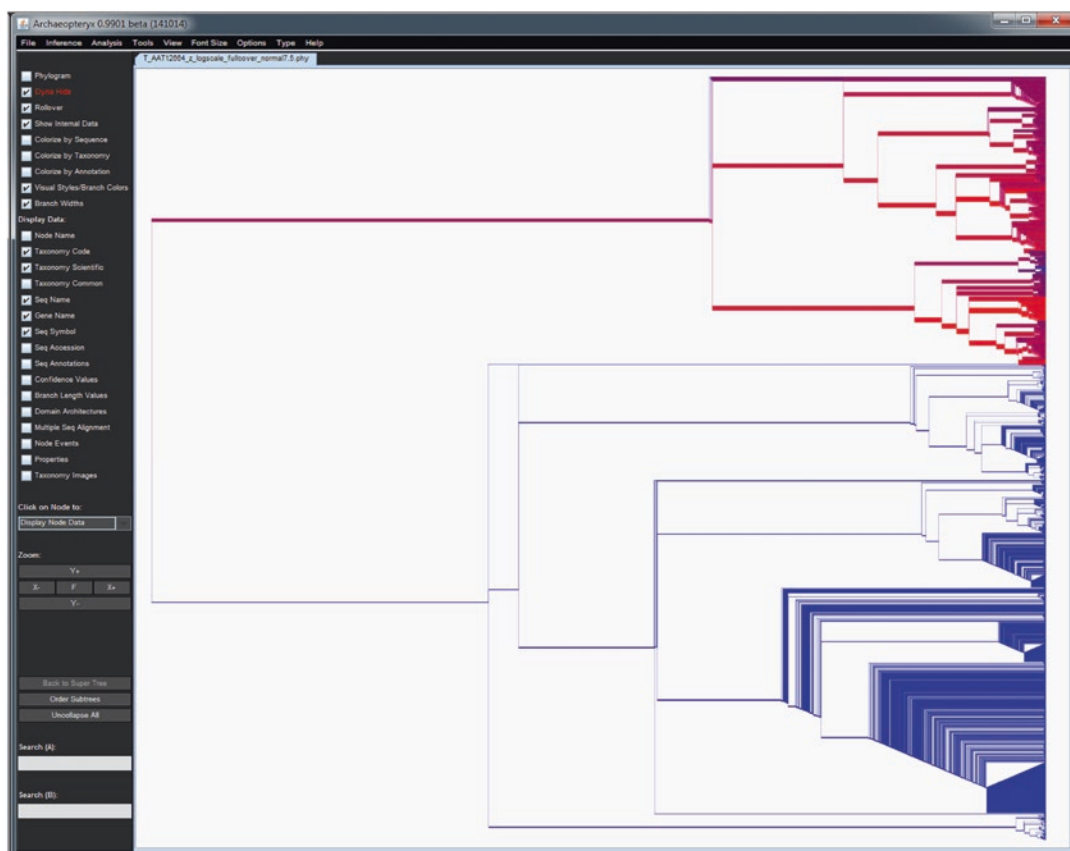 Archaeopteryx 0.9901 beta (141014)
File Inference Analysis Tools View Font Size Options Type Help
T_AAT12004_z_logscale_fullsover_normal7.5.phy
Phylogram
Dyna Hide
Rollover
Show Internal Data
Colorize by Sequence
Colorize by Taxonomy
Colorize by Annotation
Visual Styles/Branch Colors
Branch Widths
Display Data:
Node Name
Taxonomy Code
Taxonomy Scientific
Taxonomy Common
Seq Name
Gene Name
Seq Symbol
Seq Accession
Seq Annotations
Confidence Values
Branch Length Values
Domain Architectures
Multiple Seq Alignment
Node Events
Properties
Taxonomy Images
Click on Node to:
Display Node Data
Zoom:
Y+
X- F X+
Y-
Back to Super Tree
Order Subtrees
Uncollapse All
Search (A):
Search (B):